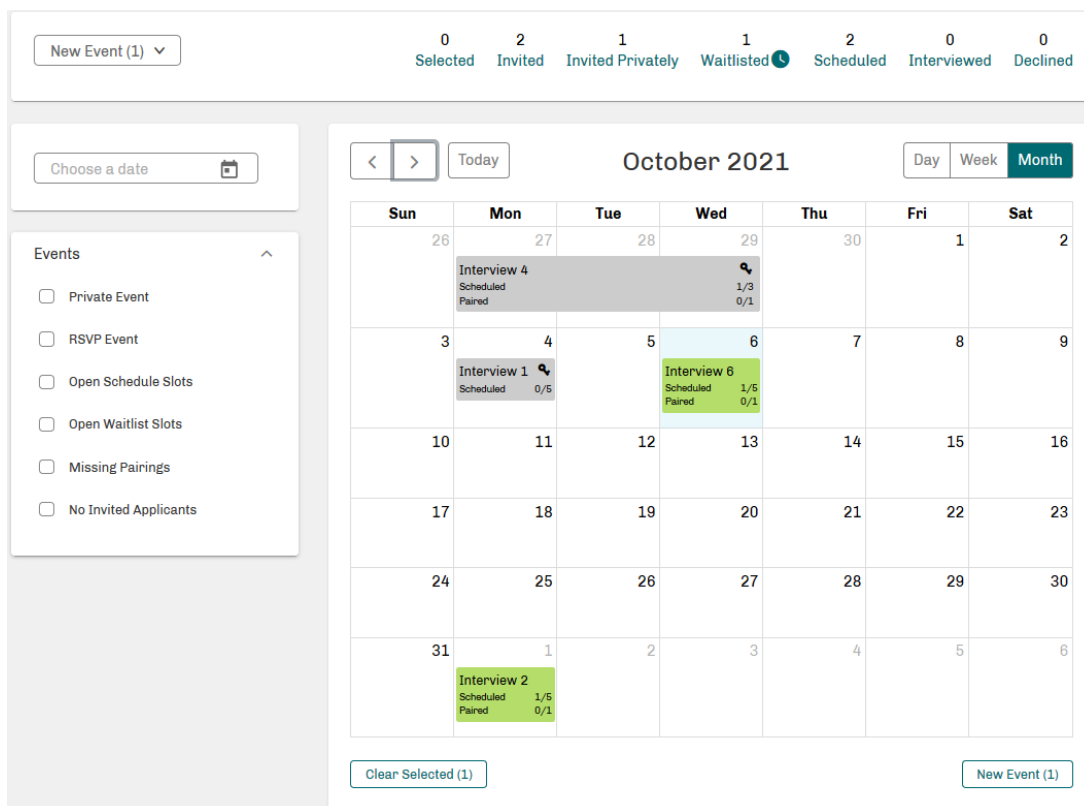 New Event (1)
0 2 1 1 2 0 0
Selected Invited Invited Privately Waitlisted Scheduled Interviewed Declined
Choose a date
Events
Private Event
RSVP Event
Open Schedule Slots
Open Waitlist Slots
Missing Pairings
No Invited Applicants
Today October 2021 Day Week Month
Sun Mon Tue Wed Thu Fri Sat
26 27 28 29 30 1 2
Interview 4
Scheduled 1/3
Paired 0/1
3 4 5 6 7 8 9
Interview 1 Interview 6
Scheduled 0/5 Scheduled 1/5
Paired 0/1
10 11 12 13 14 15 16
17 18 19 20 21 22 23
24 25 26 27 28 29 30
31 1 2 3 4 5 6
Interview 2
Scheduled 1/5
Paired 0/1
Clear Selected (1) New Event (1)